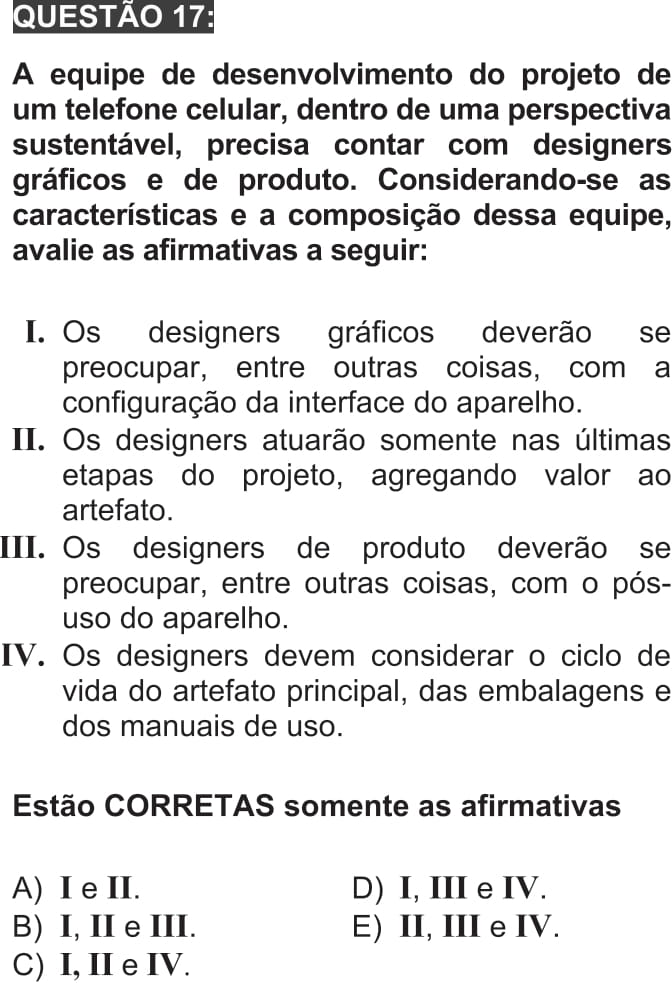 QUESTÃO 17:
A equipe de desenvolvimento do projeto de
um telefone celular, dentro de uma perspectiva
sustentável, precisa contar com designers
gráficos e de produto. Considerando-se as
características e a composição dessa equipe,
avalie as afirmativas a seguir:
I. Os designers gráficos deverão se
preocupar, entre outras coisas, com a
configuração da interface do aparelho.
II. Os designers atuarão somente nas últimas
etapas do projeto, agregando valor ao
artefato.
III. Os designers de produto deverão se
preocupar, entre outras coisas, com o pós-
uso do aparelho.
IV. Os designers devem considerar o ciclo de
vida do artefato principal, das embalagens e
dos manuais de uso.
Estão CORRETAS somente as afirmativas
A) I e II.
B) I, II e III.
C) I, II e IV.
D) I, III e IV.
E) II, III e IV.